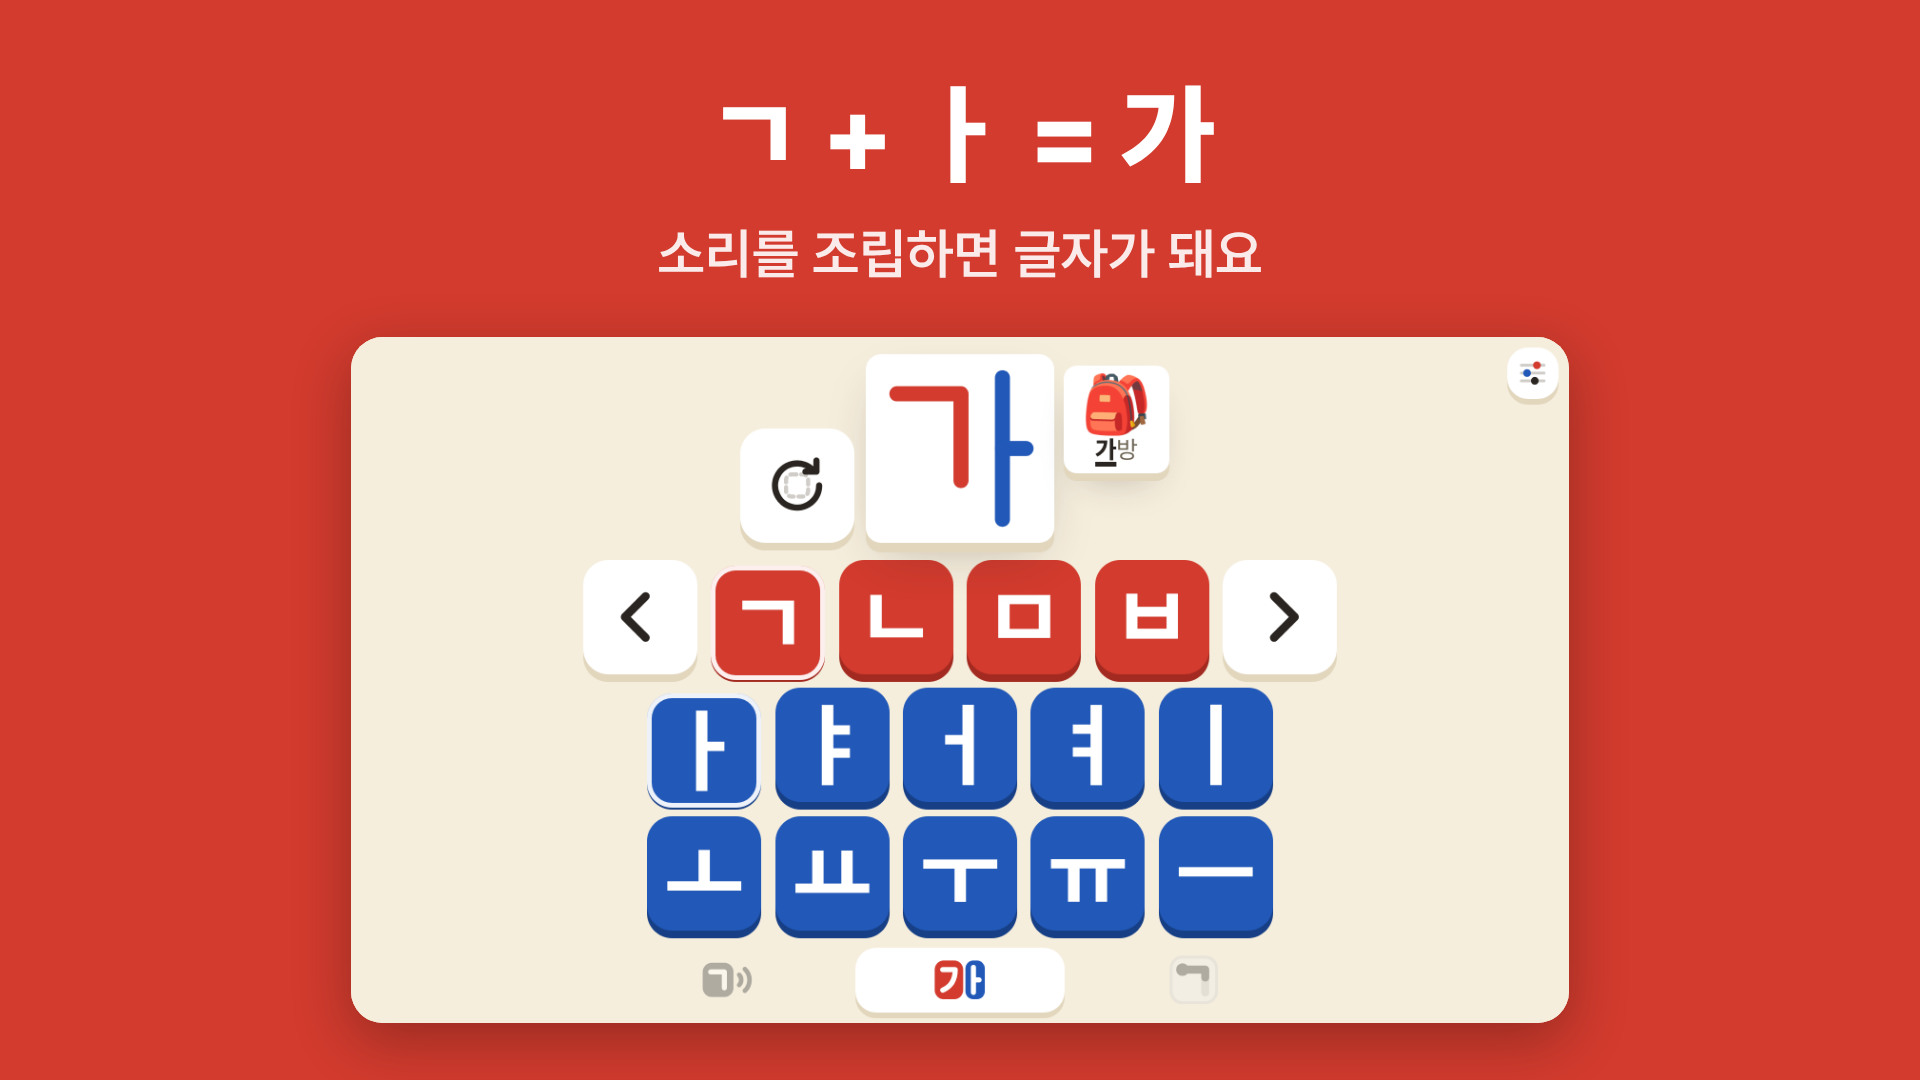 ㄱ + ㅏ = 가
소리를 조립하면 글자가 돼요
가
가방
ㄱ ㄴ ㅁ ㅂ
ㅏ ㅑ ㅓ ㅕ ㅣ
ㅗ ㅛ ㅜ ㅠ ㅡ
ㄱ 가 ㄱ